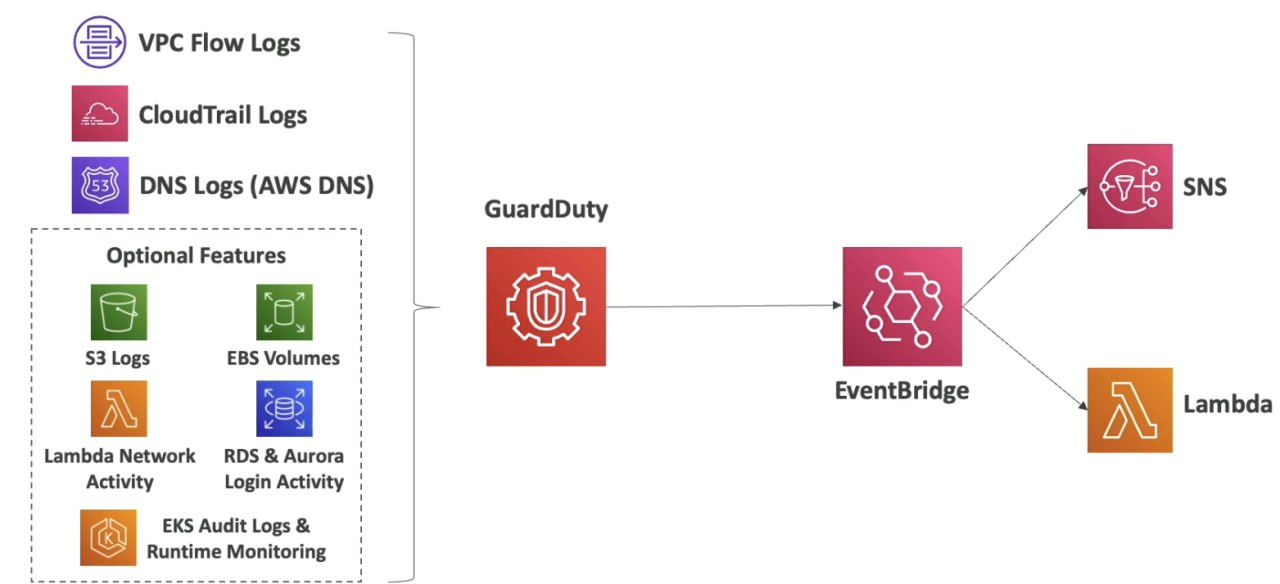 VPC Flow Logs
CloudTrail Logs
53
DNS Logs (AWS DNS)
Optional Features
S3 Logs
EBS Volumes
Lambda Network
Activity
RDS & Aurora
Login Activity
K
EKS Audit Logs &
Runtime Monitoring
GuardDuty
EventBridge
SNS
Lambda